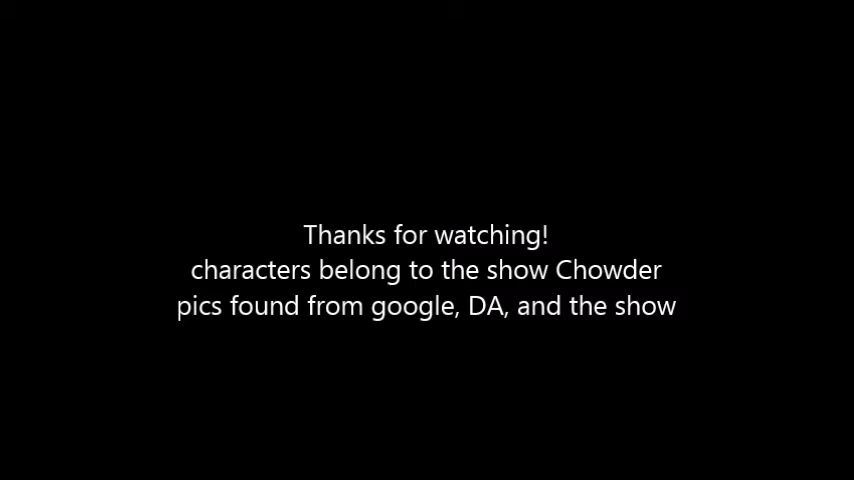 Thanks for watching!
characters belong to the show Chowder
pics found from google, DA, and the show